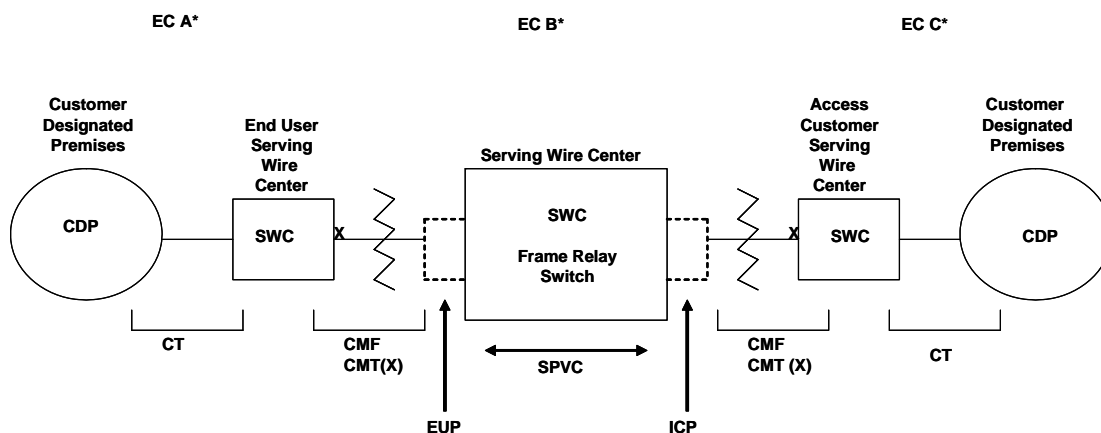 EC A*
EC B*
EC C*
Customer
Designated
Premises
End User
Serving
Wire
Center
Serving Wire Center
Access
Customer
Serving
Wire
Center
Customer
Designated
Premises
CDP
SWC
X
SWC
Frame Relay
Switch
X
SWC
CDP
CT
CMF
CMT(X)
SPVC
CMF
CMT (X)
CT
EUP
ICP